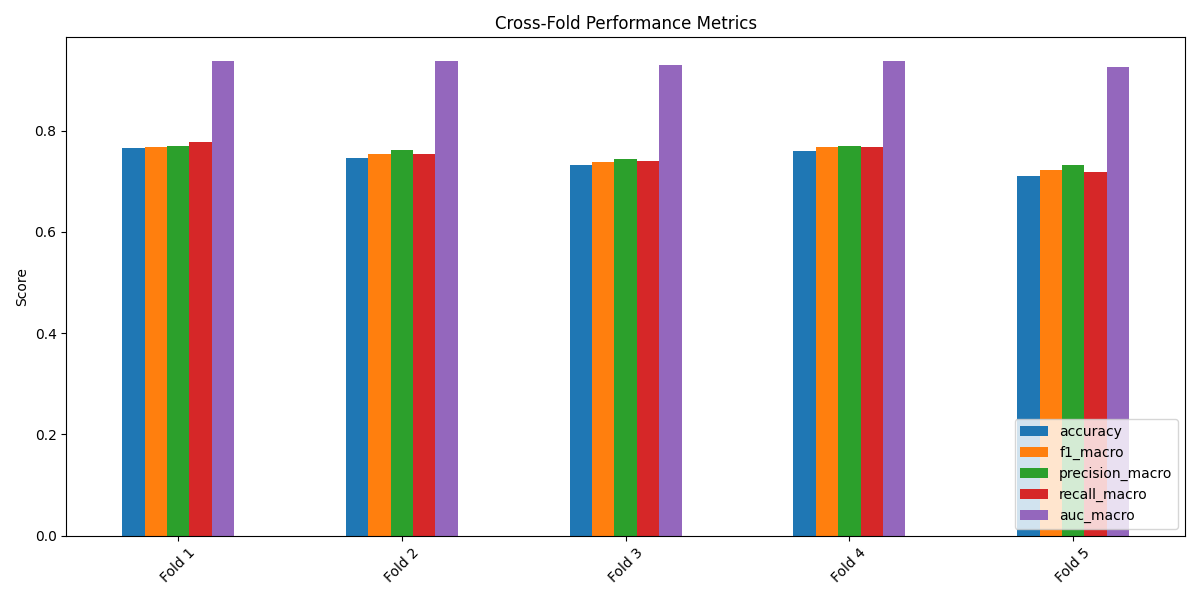 Cross-Fold Performance Metrics
Score
0.8
0.6
0.4
0.2
0.0
Fold 1
Fold 2
Fold 3
Fold 4
Fold 5
accuracy
f1_macro
precision_macro
recall_macro
auc_macro